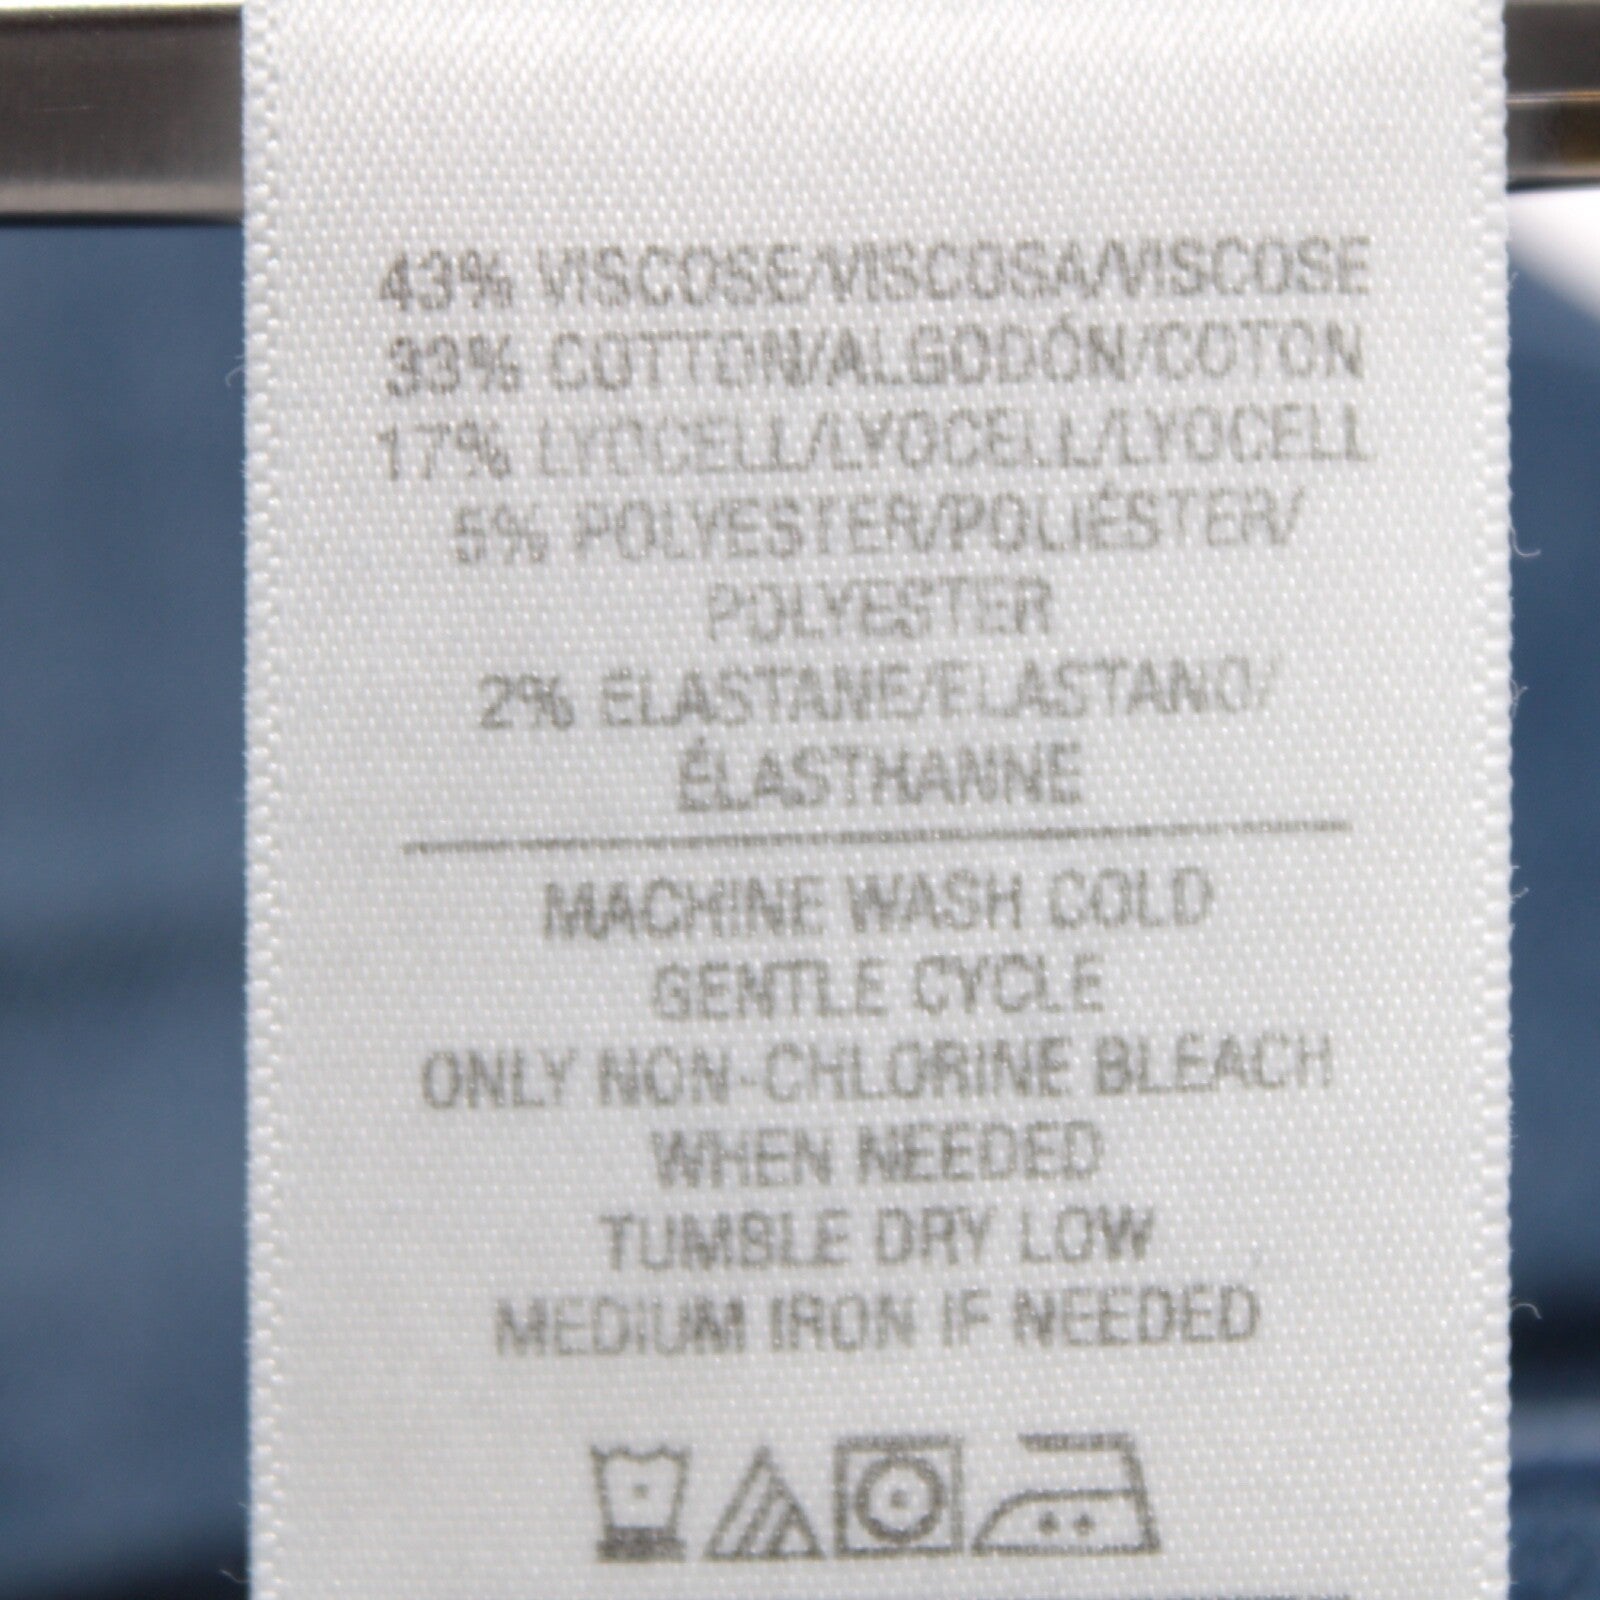 43% VISCOSE/VISCOSA/VISCOSE
33% COTTON/ALGODÓN/COTON
17% LYOCELL/LYOCELL/LYOCELL
5% POLYESTER/POLIÉSTER/
POLYESTER
2% ELASTANE/ELASTANO/
ÉLASTHANNE
MACHINE WASH COLD
GENTLE CYCLE
ONLY NON-CHLORINE BLEACH
WHEN NEEDED
TUMBLE DRY LOW
MEDIUM IRON IF NEEDED